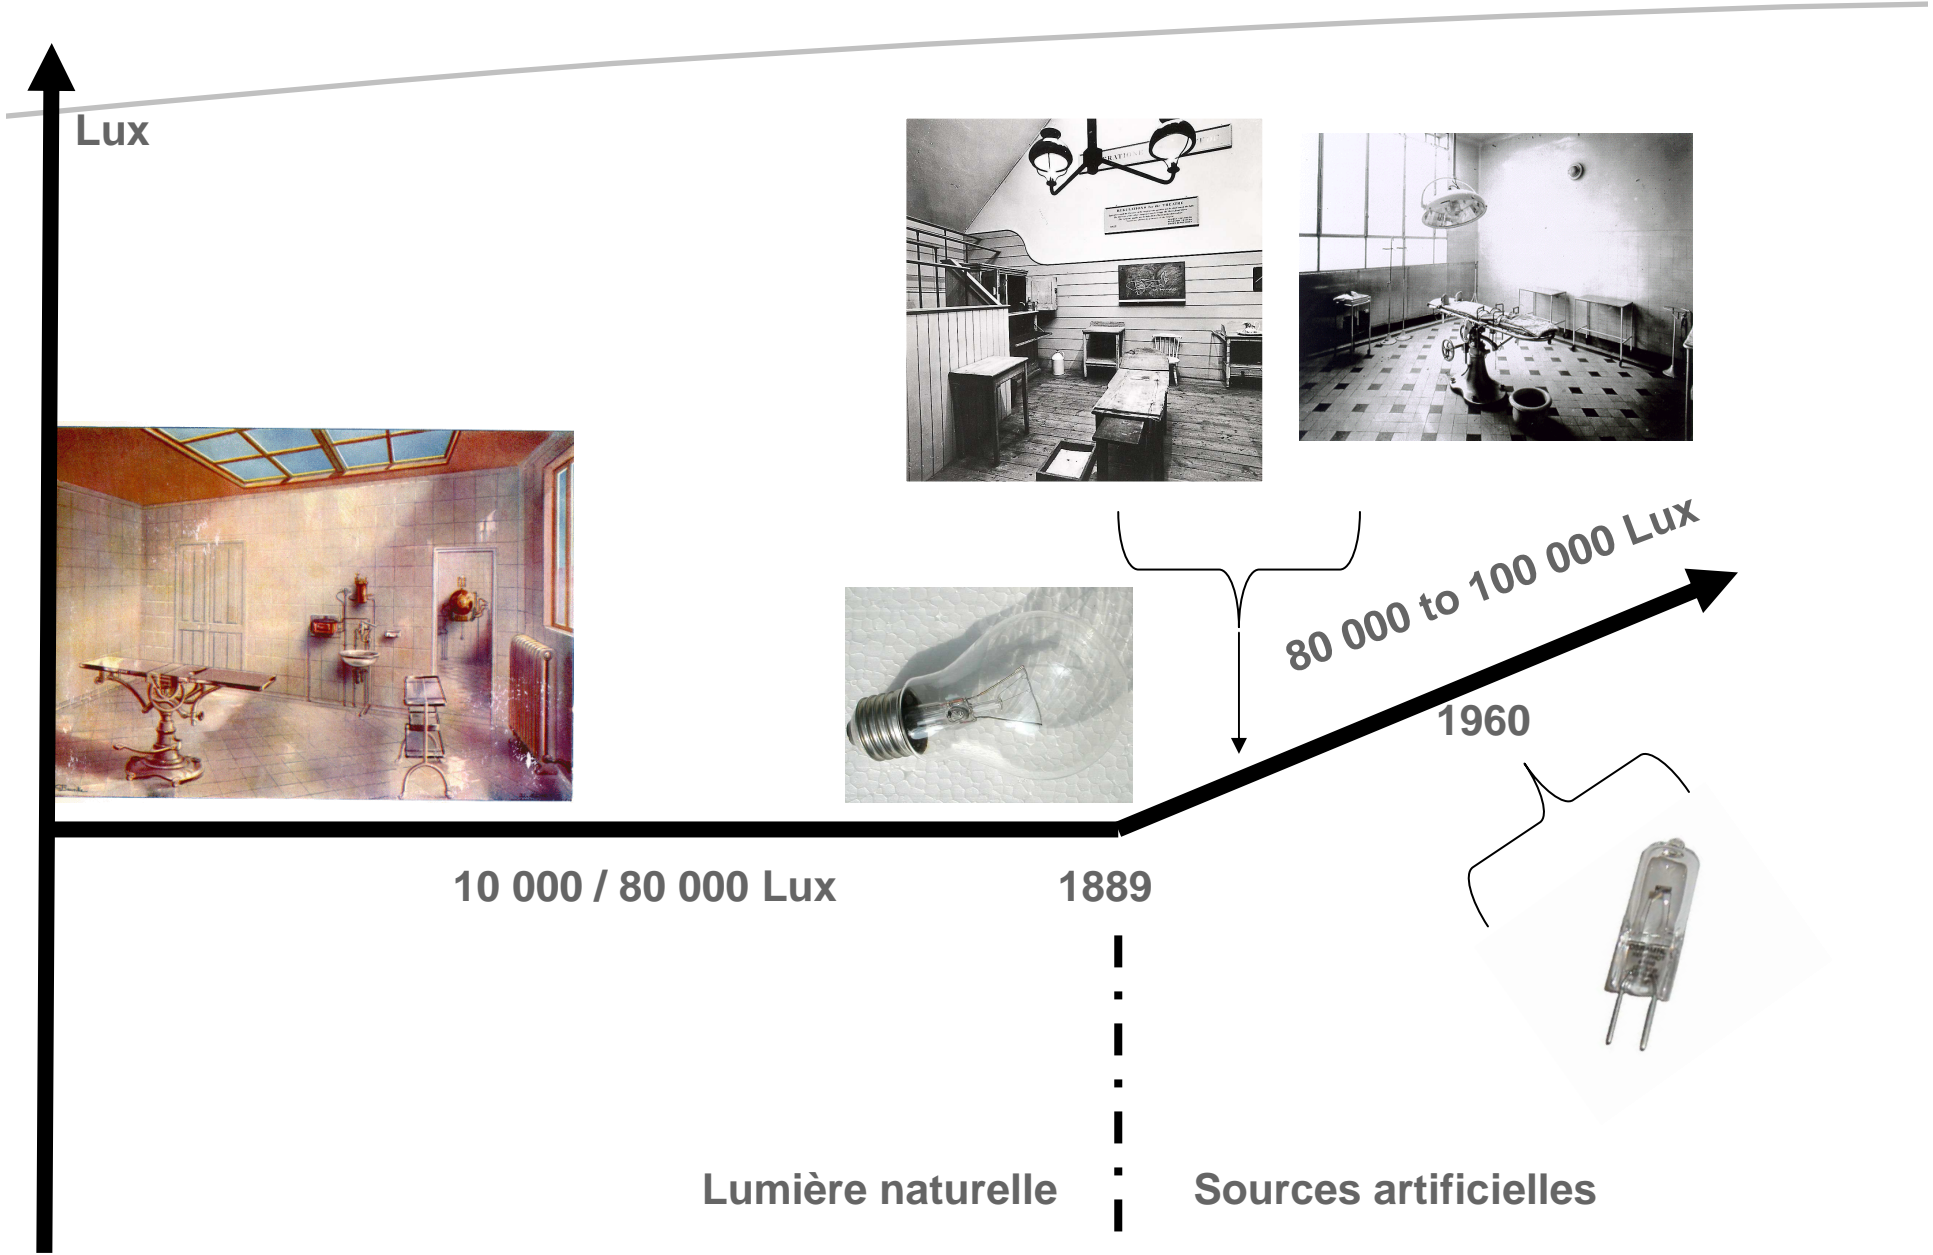 Lux
80 000 to 100 000 Lux
1960
10 000 / 80 000 Lux
1889
Lumière naturelle
Sources artificielles